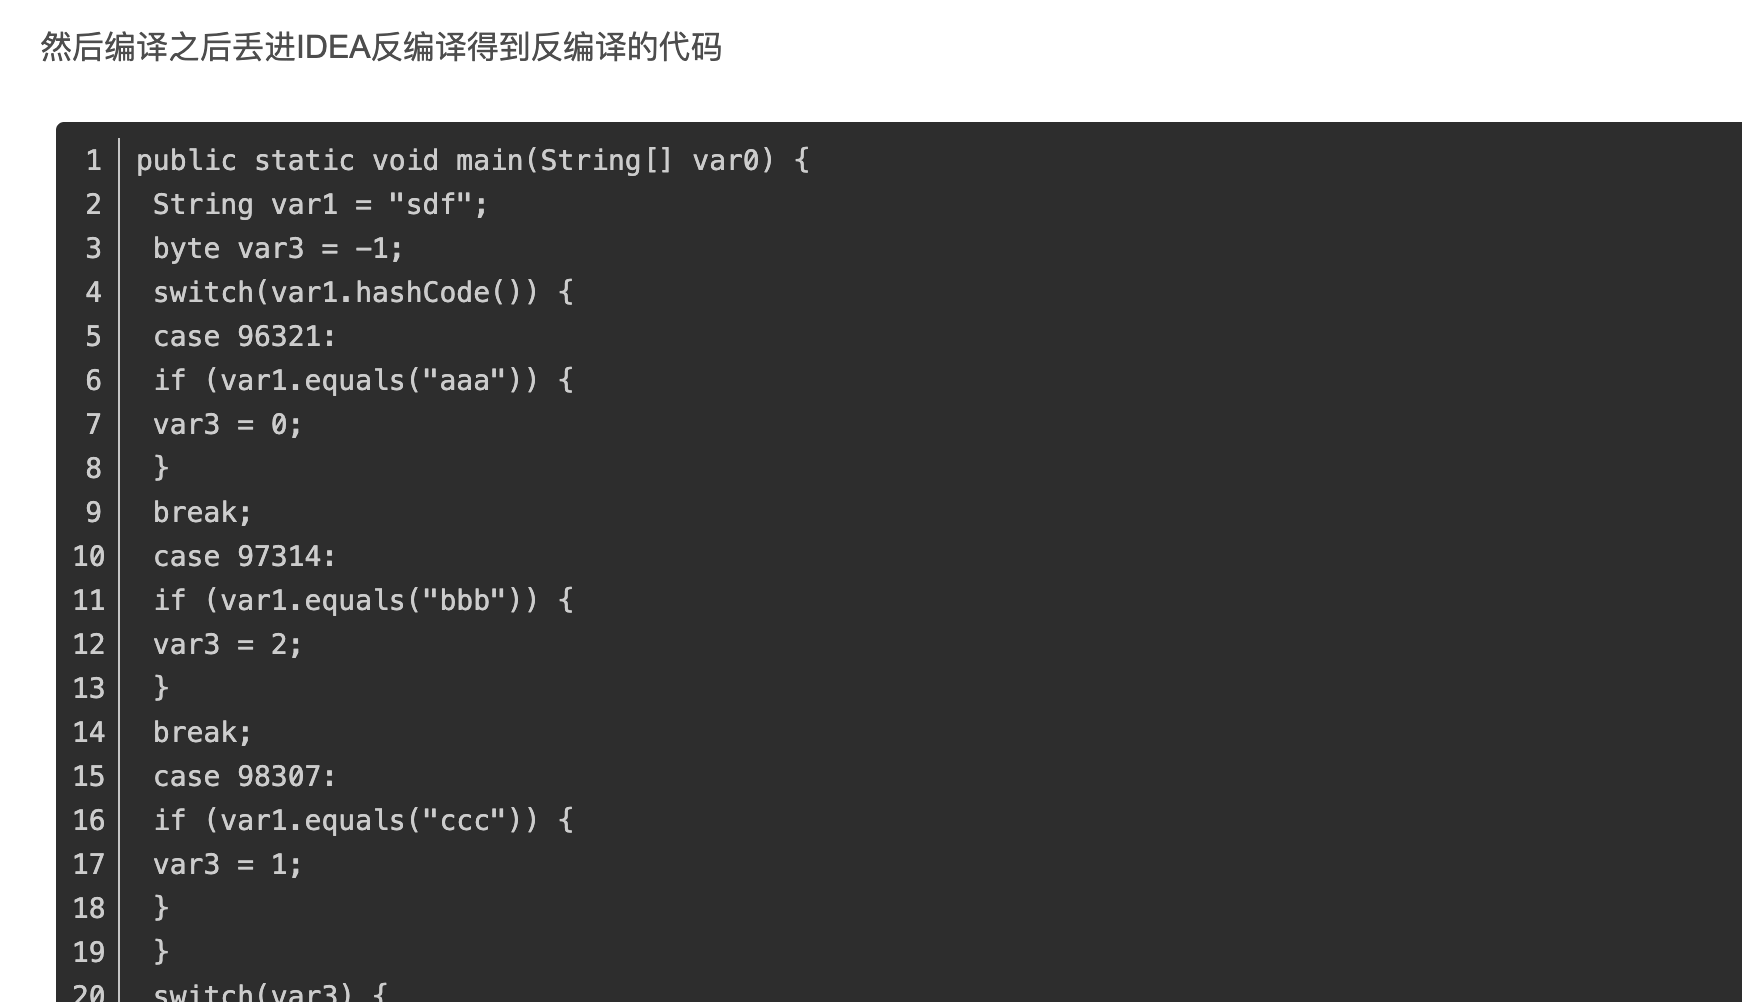 然后编译之后丢进IDEA反编译得到反编译的代码
1 public static void main(String[] var0) {
2 String var1 = "sdf";
3 byte var3 = -1;
4 switch(var1.hashCode()) {
5 case 96321:
6 if (var1.equals("aaa")) {
7 var3 = 0;
8 }
9 break;
10 case 97314:
11 if (var1.equals("bbb")) {
12 var3 = 2;
13 }
14 break;
15 case 98307:
16 if (var1.equals("ccc")) {
17 var3 = 1;
18 }
19 }
20 switch(var3) {